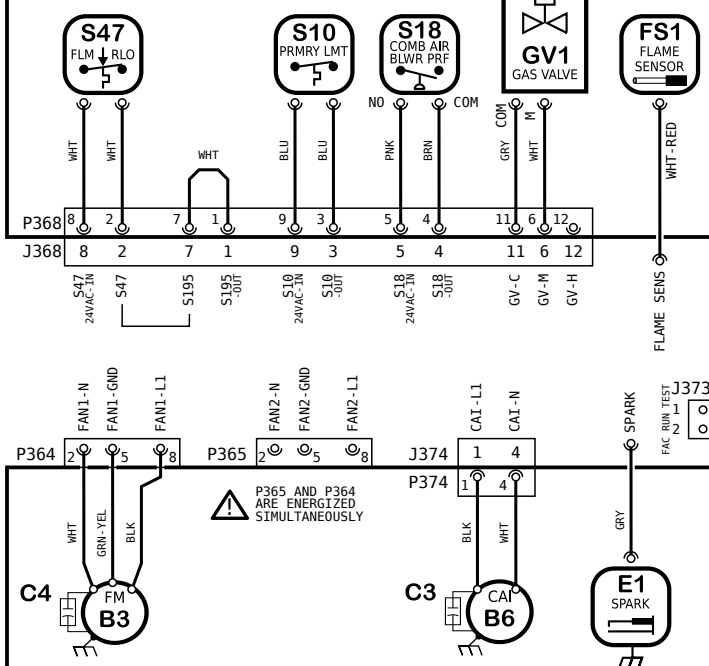 S47
FLM RLO
S10
PRMRY LMT
S18
COMB AIR
BLWR PRF
GV1
GAS VALVE
FS1
FLAME
SENSOR
NO
COM
COM
M
WHT
WHT
WHT
BLU
BLU
PNK
BRN
GRY
WHT
WHT-RED
P368 8 2 7 1 9 3 5 4 11 6 12
J368 8 2 7 1 9 3 5 4 11 6 12
S47
24VAC-IN
S47
S195
S195
-OUT
S10
24VAC-IN
S10
-OUT
S18
24VAC-IN
S18
-OUT
GV-C
GV-M
GV-H
FLAME SENS
FAN1-N
FAN1-GND
FAN1-L1
FAN2-N
FAN2-GND
FAN2-L1
CAI-L1
CAI-N
SPARK
FAC RUN TEST
J373
1
2
P364 2 5 8
P365 2 5 8
J374 1 4
P374 1 4
P365 AND P364
ARE ENERGIZED
SIMULTANEOUSLY
WHT
GRN-YEL
BLK
BLK
WHT
GRY
C4
FM
B3
C3
CAI
B6
E1
SPARK